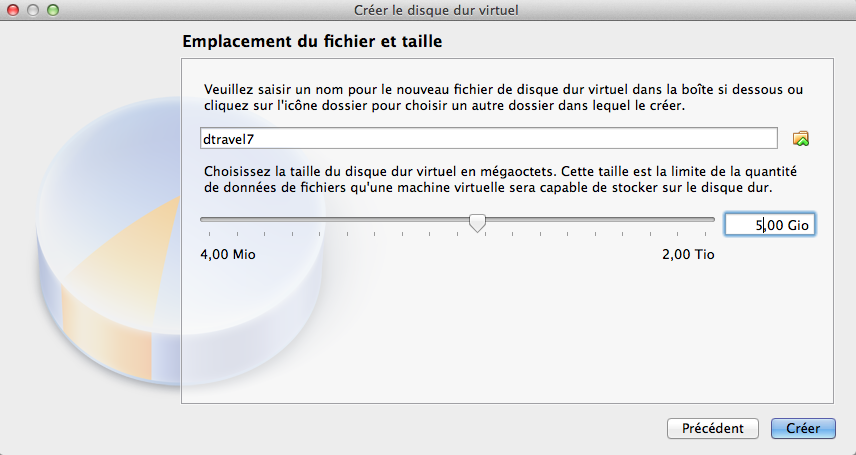 Créer le disque dur virtuel
Emplacement du fichier et taille
Veuillez saisir un nom pour le nouveau fichier de disque dur virtuel dans la boîte si dessous ou
cliquez sur l'icône dossier pour choisir un autre dossier dans lequel le créer.
dtravel7
Choisissez la taille du disque dur virtuel en mégaoctets. Cette taille est la limite de la quantité
de données de fichiers qu'une machine virtuelle sera capable de stocker sur le disque dur.
5,00 Gio
4,00 Mio
2,00 Tio
Précédent
Créer